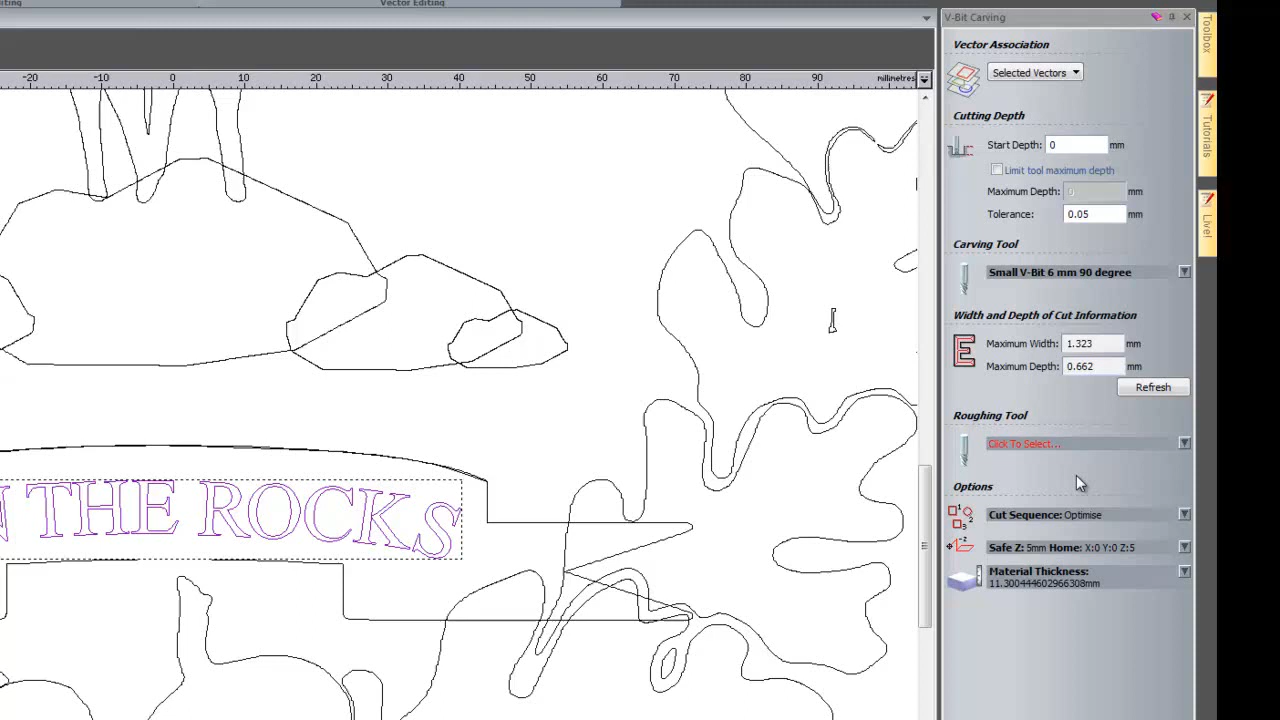 Vector Editing
V-Bit Carving
Vector Association
Selected Vectors
Cutting Depth
Start Depth: 0 mm
Limit tool maximum depth
Maximum Depth: 0 mm
Tolerance: 0.05 mm
Carving Tool
Small V-Bit 6 mm 90 degree
Width and Depth of Cut Information
Maximum Width: 1.323 mm
Maximum Depth: 0.662 mm
Refresh
Roughing Tool
Click To Select...
Options
Cut Sequence: Optimise
Safe Z: 5mm Home: X:0 Y:0 Z:5
Material Thickness:
11.300444602966308mm
Toolbox
Tutorials
Live!
-20 -10 0 10 20 30 40 50 60 70 80 90 millimetres
THE ROCKS